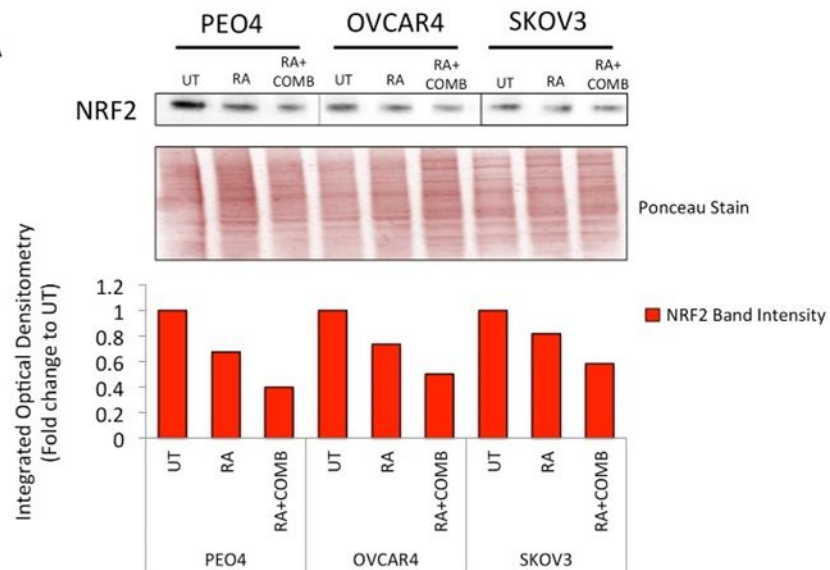 PEO4 OVCAR4 SKOV3
UT RA RA+ COMB UT RA RA+ COMB UT RA RA+ COMB
NRF2
Ponceau Stain
Integrated Optical Densitometry
(Fold change to UT)
1.2
1
0.8
0.6
0.4
0.2
0
NRF2 Band Intensity
UT RA RA+COMB UT RA RA+COMB UT RA RA+COMB
PEO4 OVCAR4 SKOV3